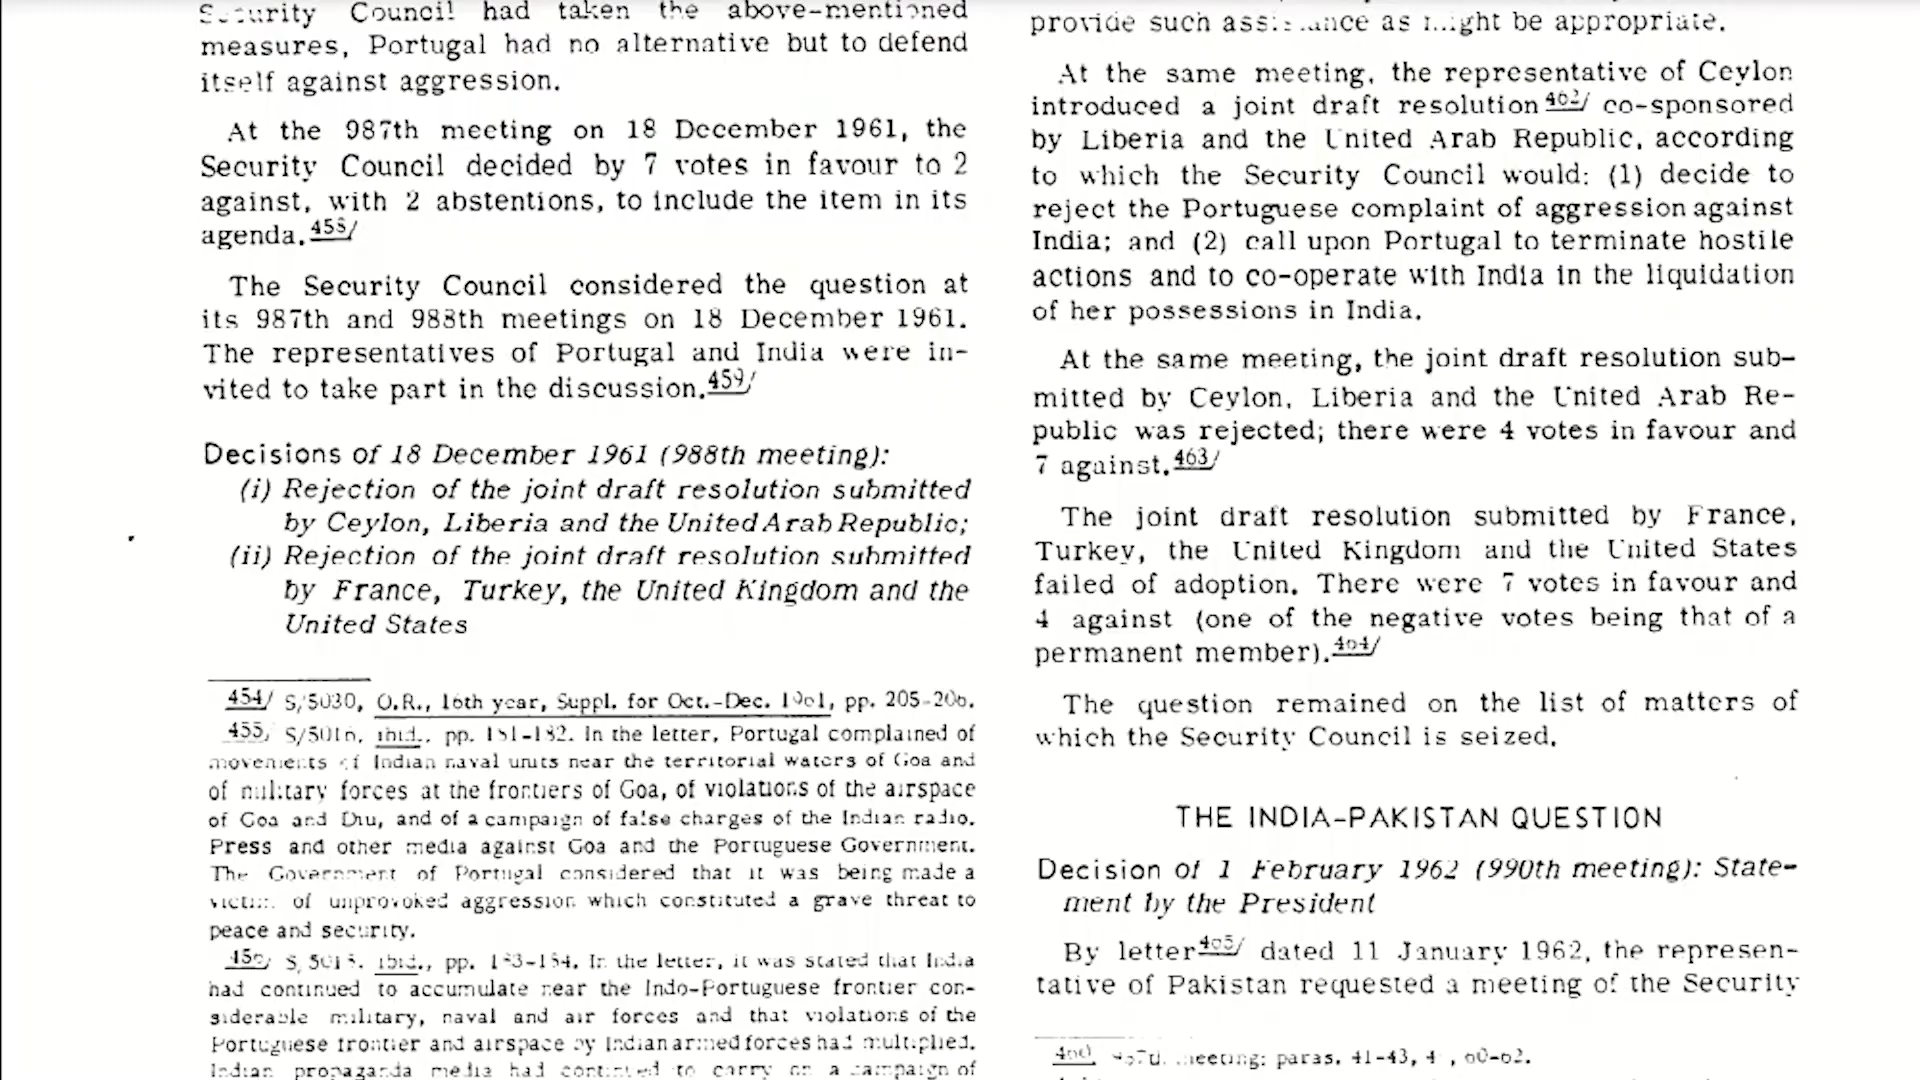 Security Council had taken the above-mentioned
measures, Portugal had no alternative but to defend
itself against aggression.
At the 987th meeting on 18 December 1961, the
Security Council decided by 7 votes in favour to 2
against, with 2 abstentions, to include the item in its
agenda.458/
The Security Council considered the question at
its 987th and 988th meetings on 18 December 1961.
The representatives of Portugal and India were in-
vited to take part in the discussion.459/
Decisions of 18 December 1961 (988th meeting):
(i) Rejection of the joint draft resolution submitted
by Ceylon, Liberia and the United Arab Republic;
(ii) Rejection of the joint draft resolution submitted
by France, Turkey, the United Kingdom and the
United States
454/ S/5030, O.R., 16th year, Suppl. for Oct.-Dec. 1961, pp. 205-206.
455/ ibid., pp. In the letter, Portugal complained of
movements of Indian naval units near the territorial waters of Goa and
of military forces at the frontiers of Goa, of violations of the airspace
of Goa and Diu, and of a campaign of false charges of the Indian radio,
Press and other media against Goa and the Portuguese Government.
The Government of Portugal considered that it was being made a
victim of unprovoked aggression which constituted a grave threat to
peace and security.
456/ ibid., pp. In the letter, it was stated that India
had continued to accumulate near the Indo-Portuguese frontier con-
siderable military, naval and air forces and that violations of the
Portuguese frontier and airspace by Indian armed forces had multiplied.
Indian propaganda media had continued to carry on a campaign of
provide such assistance as might be appropriate.
At the same meeting, the representative of Ceylon
introduced a joint draft resolution 462/ co-sponsored
by Liberia and the United Arab Republic, according
to which the Security Council would: (1) decide to
reject the Portuguese complaint of aggression against
India; and (2) call upon Portugal to terminate hostile
actions and to co-operate with India in the liquidation
of her possessions in India.
At the same meeting, the joint draft resolution sub-
mitted by Ceylon, Liberia and the United Arab Re-
public was rejected; there were 4 votes in favour and
7 against.463/
The joint draft resolution submitted by France,
Turkey, the United Kingdom and the United States
failed of adoption. There were 7 votes in favour and
4 against (one of the negative votes being that of a
permanent member).464/
The question remained on the list of matters of
which the Security Council is seized.
THE INDIA-PAKISTAN QUESTION
Decision of 1 February 1962 (990th meeting): State-
ment by the President
By letter465/ dated 11 January 1962, the represen-
tative of Pakistan requested a meeting of the Security
meeting: paras. 41-43,